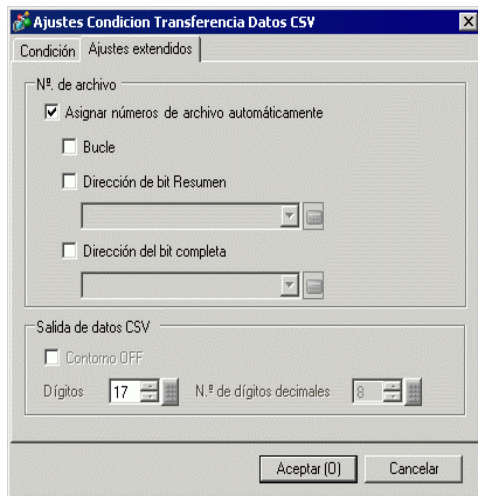 Ajustes Condicion Transferencia Datos CSV
Condición Ajustes extendidos
Nº. de archivo
Asignar números de archivo automáticamente
Bucle
Dirección de bit Resumen
Dirección del bit completa
Salida de datos CSV
Contorno OFF
Dígitos 17 N.º de dígitos decimales 8
Aceptar (O) Cancelar